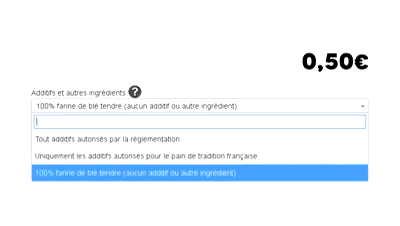 0,50€
Additifs et autres ingrédients ?
100% farine de blé tendre (aucun additif ou autre ingrédient)
Tout additifs autorisés par la réglementation
Uniquement les additifs autorisés pour le pain de tradition française
100% farine de blé tendre (aucun additif ou autre ingrédient)